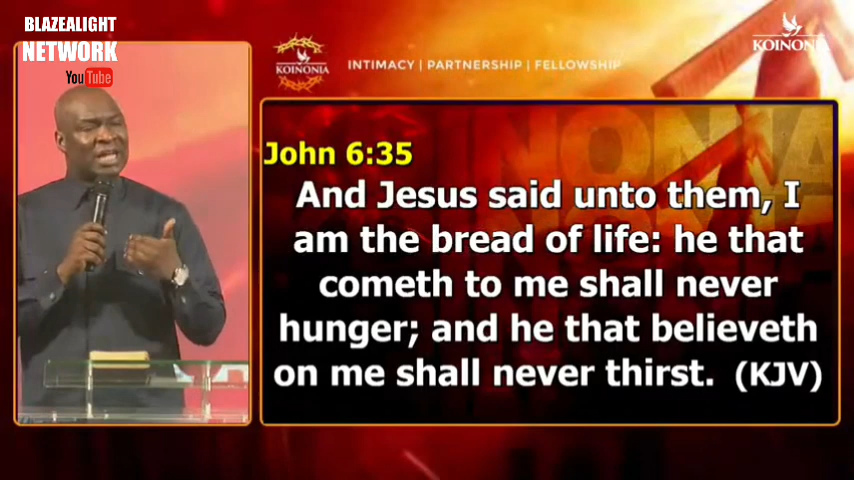 BLAZEALIGHT
NETWORK
YouTube
KOINONIA
INTIMACY | PARTNERSHIP | FELLOWSHIP
KOINONIA
John 6:35
And Jesus said unto them, I
am the bread of life: he that
cometh to me shall never
hunger; and he that believeth
on me shall never thirst. (KJV)